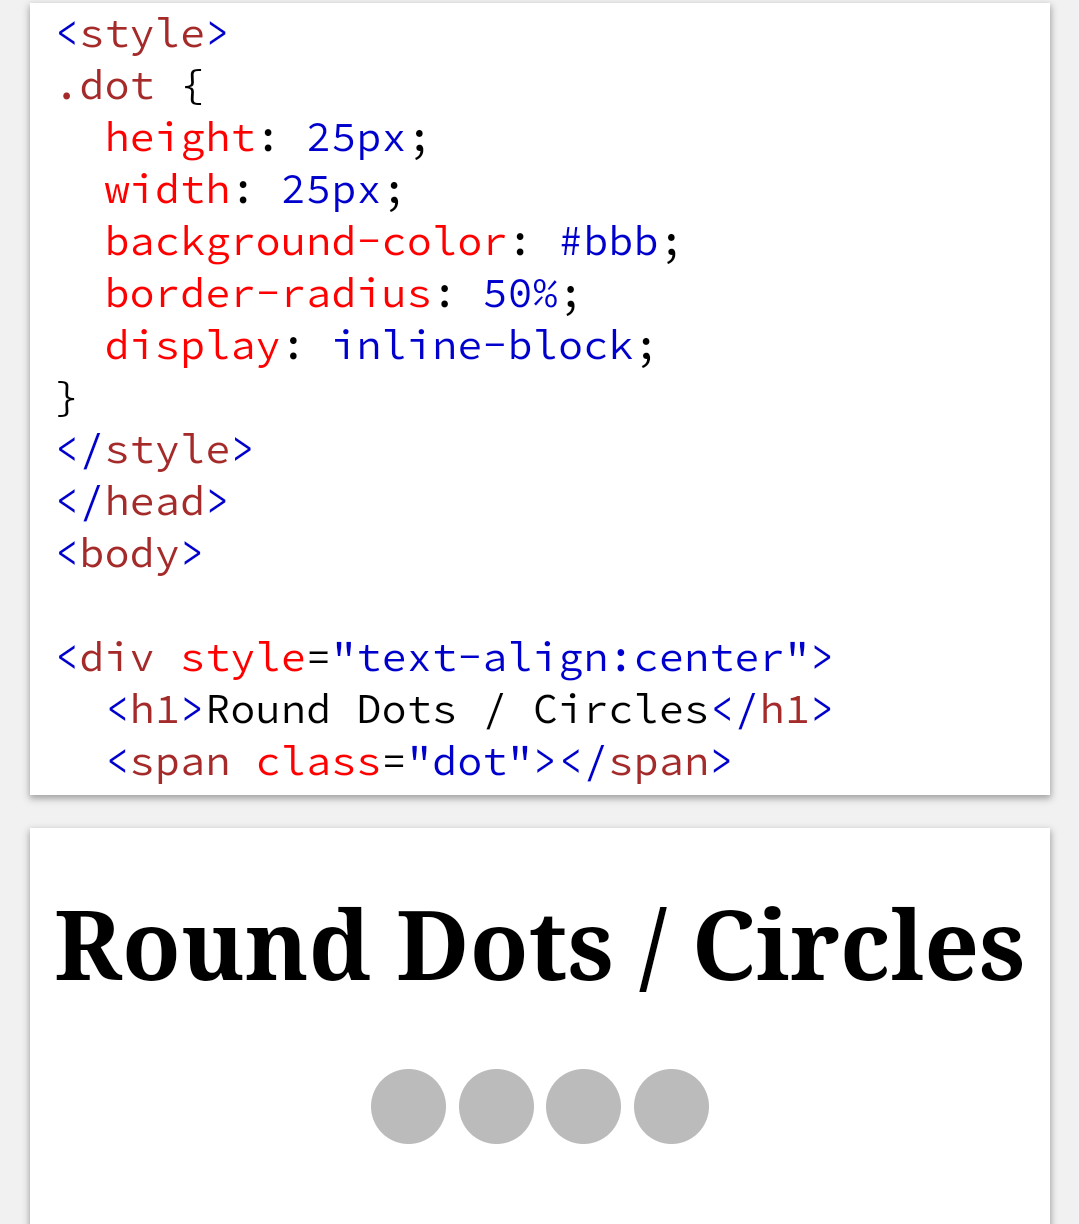 <style>
.dot {
  height: 25px;
  width: 25px;
  background-color: #bbb;
  border-radius: 50%;
  display: inline-block;
}
</style>
</head>
<body>

<div style="text-align:center">
  <h1>Round Dots / Circles</h1>
  <span class="dot"></span>
Round Dots / Circles